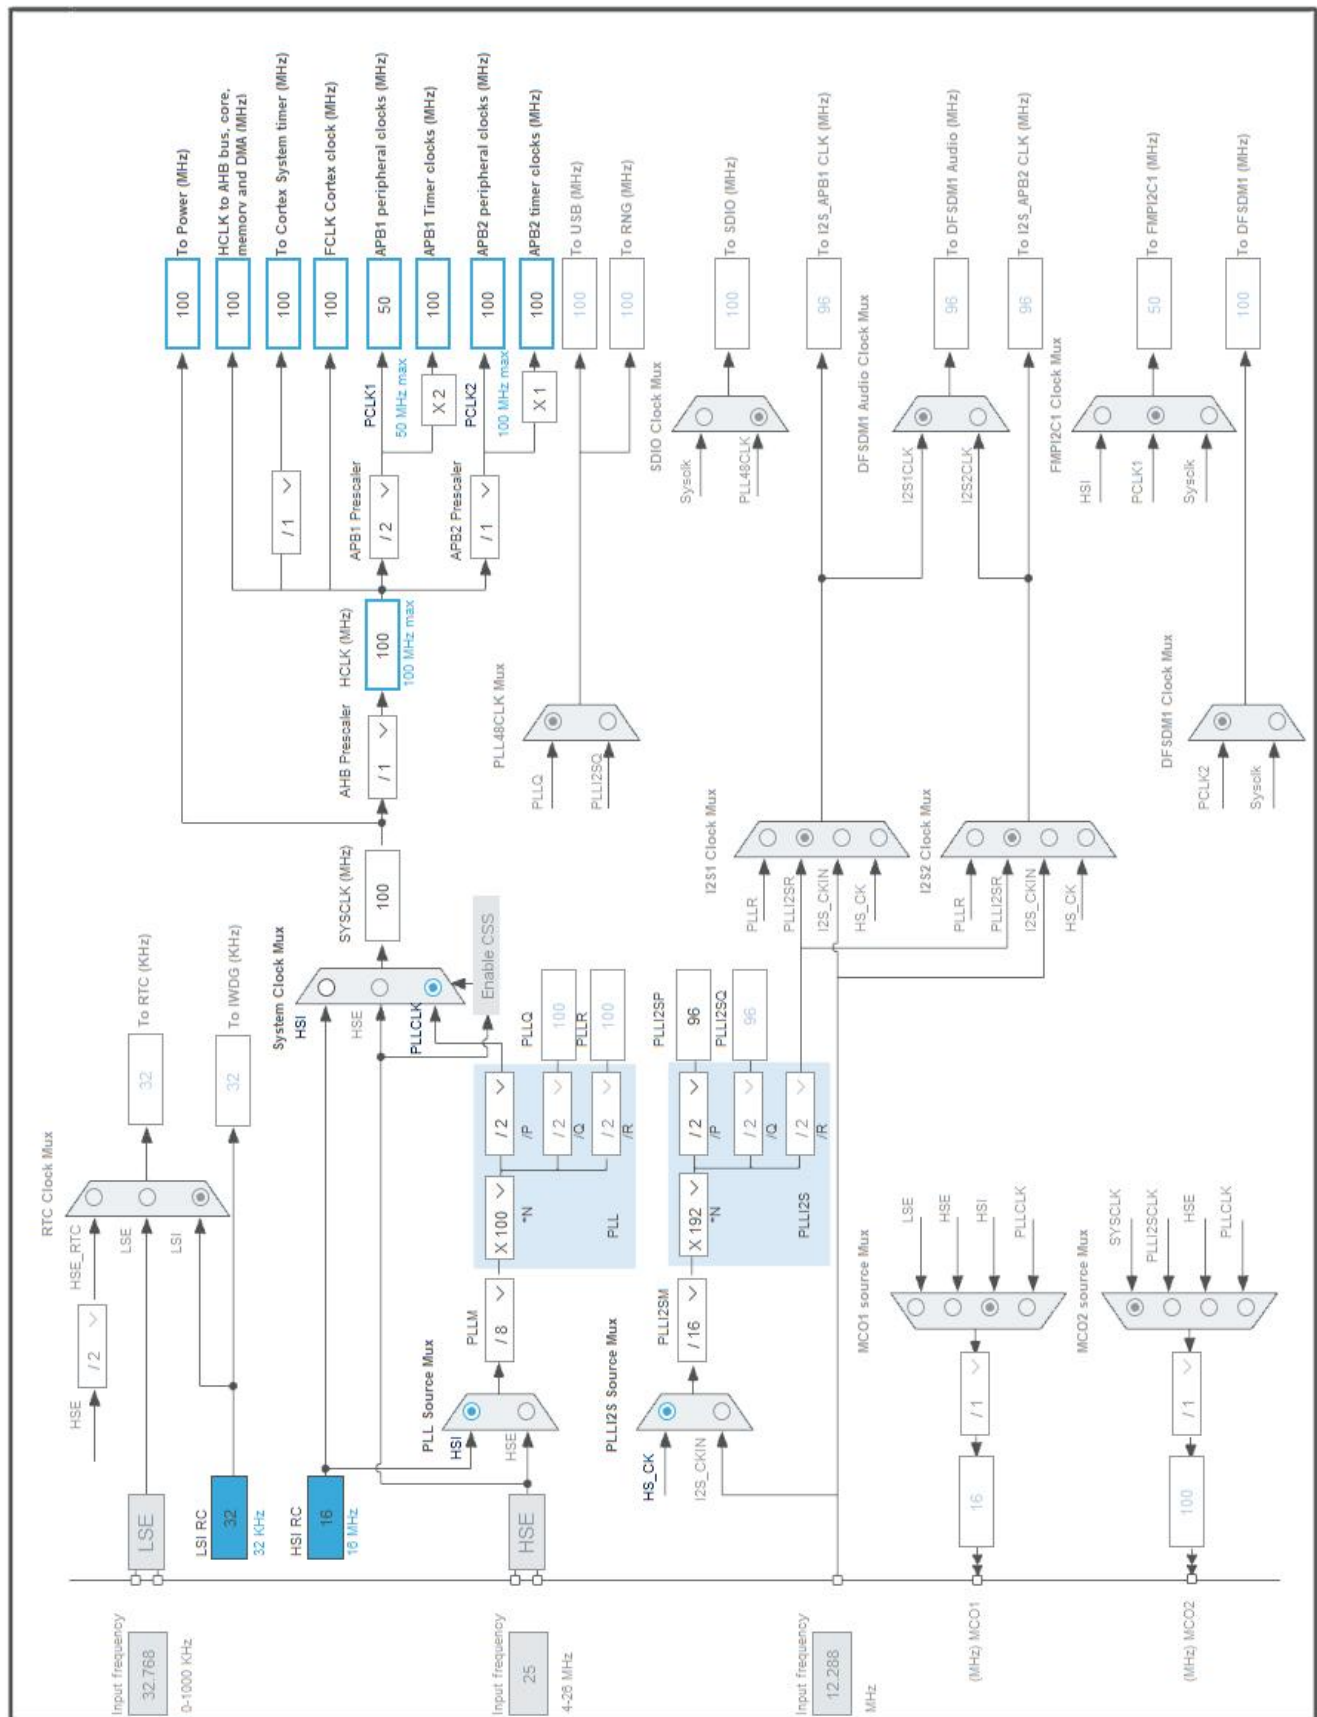 Input frequency
32.768
0-1000 KHz
LSE
LSI RC
32
32 KHz
HSI RC
16
16 MHz
Input frequency
25
4-26 MHz
HSE
Input frequency
12.288
MHz
HSE
/ 2
HSE_RTC
LSE
LSI
RTC Clock Mux
32
To RTC (KHz)
32
To IWDG (KHz)
System Clock Mux
HSI
HSE
PLLCLK
Enable CSS
SYSCLK (MHz)
100
AHB Prescaler
/ 1
HCLK (MHz)
100
100 MHz max
/ 1
APB1 Prescaler
/ 2
PCLK1
50 MHz max
X 2
APB2 Prescaler
/ 1
PCLK2
100 MHz max
X 1
100
To Power (MHz)
100
HCLK to AHB bus, core,
memory and DMA (MHz)
100
To Cortex System timer (MHz)
100
FCLK Cortex clock (MHz)
50
APB1 peripheral clocks (MHz)
100
APB1 Timer clocks (MHz)
100
APB2 peripheral clocks (MHz)
100
APB2 timer clocks (MHz)
100
To USB (MHz)
100
To RNG (MHz)
PLL Source Mux
HSI
HSE
PLLM
/ 8
X 100
*N
/ 2
/P
/ 2
/Q
/ 2
/R
PLL
PLLQ
100
PLLR
100
PLL48CLK Mux
PLLQ
PLLI2SQ
SDIO Clock Mux
Sysclk
PLL48CLK
100
To SDIO (MHz)
PLLI2S Source Mux
HS_CK
I2S_CKIN
PLLI2SM
/ 16
X 192
*N
/ 2
/P
/ 2
/Q
/ 2
/R
PLLI2S
PLLI2SP
96
PLLI2SQ
96
I2S1 Clock Mux
PLLR
PLLI2SR
I2S_CKIN
HS_CK
96
To I2S_APB1 CLK (MHz)
DFSDM1 Audio Clock Mux
I2S1CLK
I2S2CLK
96
To DFSDM1 Audio (MHz)
I2S2 Clock Mux
PLLR
PLLI2SR
I2S_CKIN
HS_CK
96
To I2S_APB2 CLK (MHz)
FMPI2C1 Clock Mux
HSI
PCLK1
Sysclk
50
To FMPI2C1 (MHz)
DFSDM1 Clock Mux
PCLK2
Sysclk
100
To DFSDM1 (MHz)
MCO1 source Mux
LSE
HSE
HSI
PLLCLK
/ 1
16
(MHz) MCO1
MCO2 source Mux
SYSCLK
PLLI2SCLK
HSE
PLLCLK
/ 1
100
(MHz) MCO2